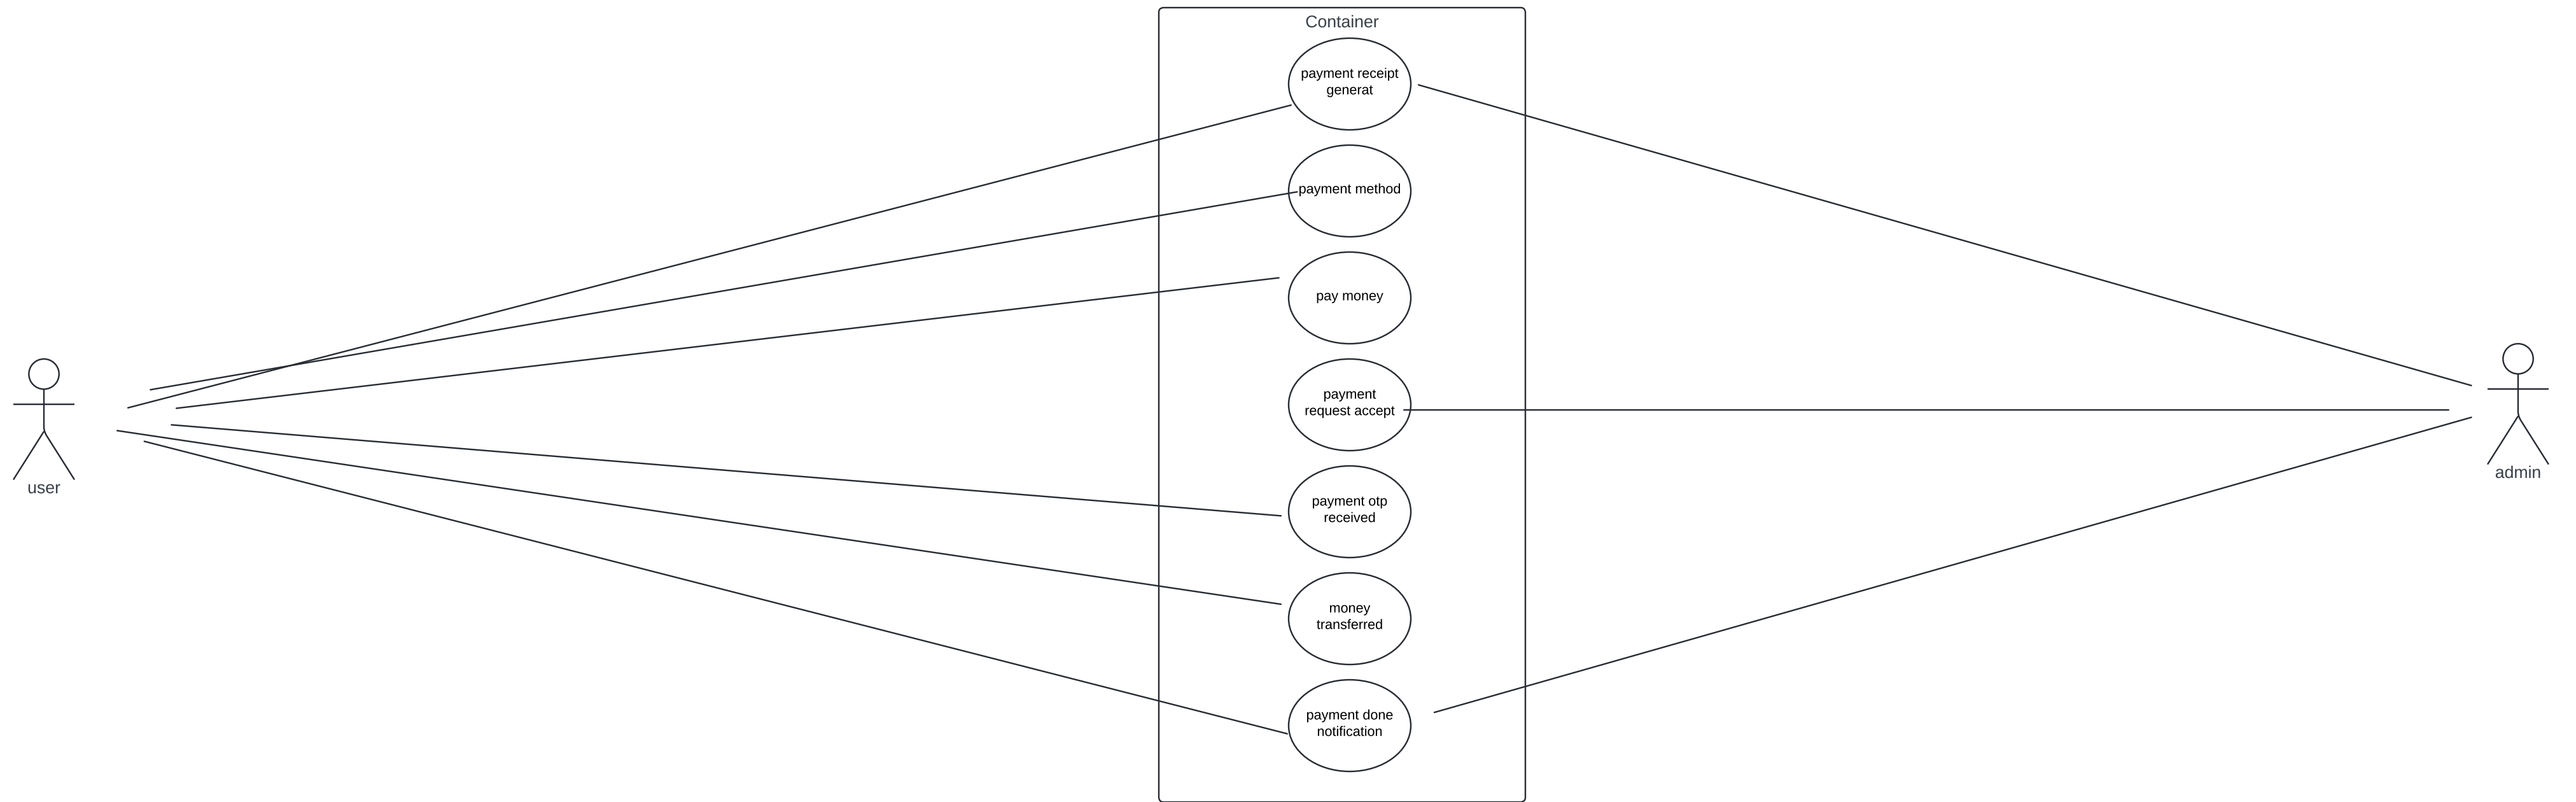 Container
payment receipt
generat
payment method
pay money
payment
request accept
payment otp
received
money
transferred
payment done
notification
user
admin